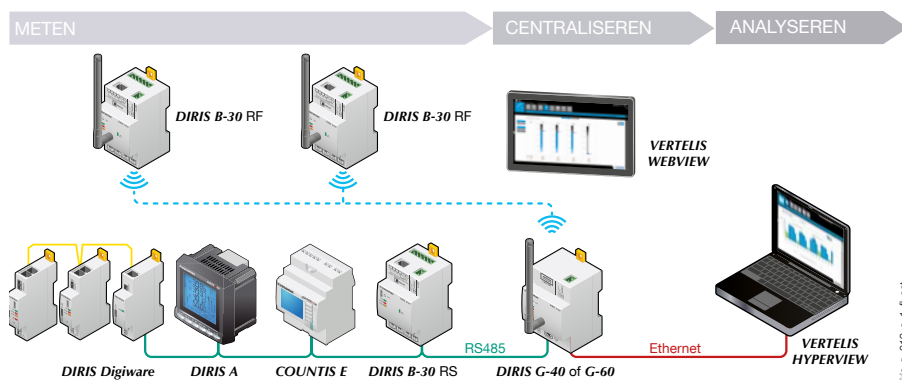 METEN
CENTRALISEREN
ANALYSEREN
DIRIS B-30 RF
DIRIS B-30 RF
VERTELIS
WEBVIEW
RS485
Ethernet
DIRIS Digiware
DIRIS A
COUNTIS E
DIRIS B-30 RS
DIRIS G-40 of G-60
VERTELIS
HYPERVIEW